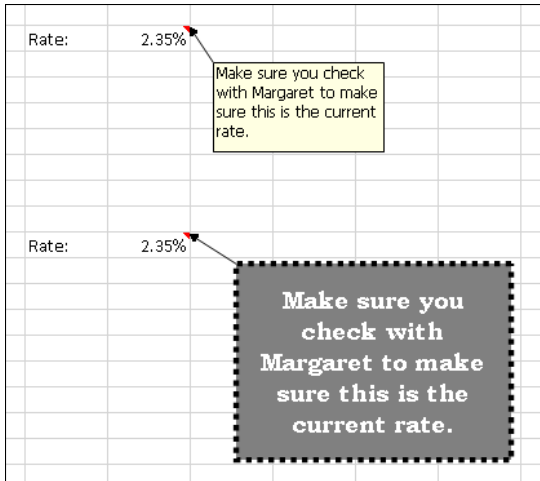 Rate: 2.35%
Make sure you check
with Margaret to make
sure this is the current
rate.
Rate: 2.35%
Make sure you
check with
Margaret to make
sure this is the
current rate.